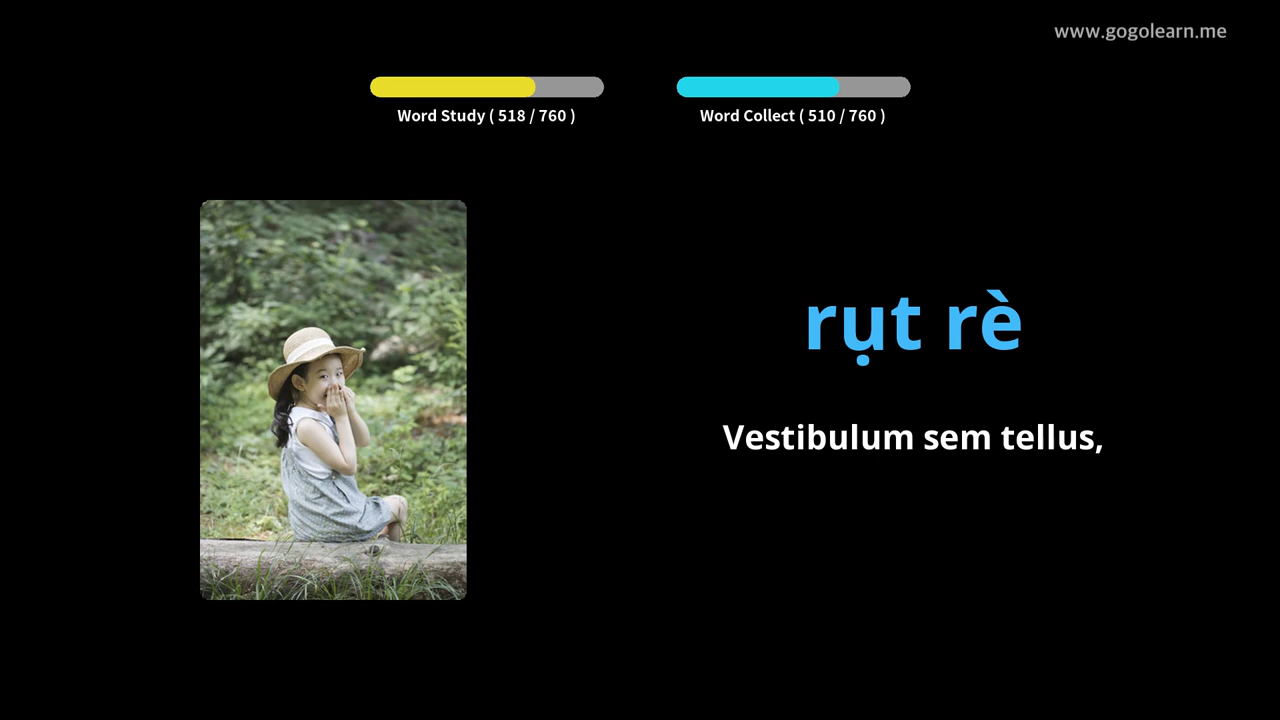 www.gogolearn.me
Word Study ( 518 / 760 )
Word Collect ( 510 / 760 )
rụt rè
Vestibulum sem tellus,